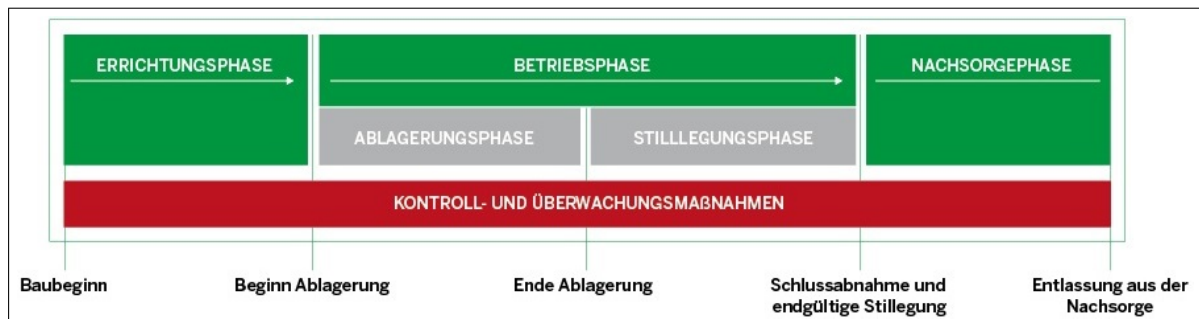 ERRICHTUNGSPHASE
BETRIEBSPHASE
NACHSORGEPHASE
ABLAGERUNGSPHASE
STILLLEGUNGSPHASE
KONTROLL- UND ÜBERWACHUNGSMAßNAHMEN
Baubeginn
Beginn Ablagerung
Ende Ablagerung
Schlussabnahme und
endgültige Stillegung
Entlassung aus der
Nachsorge